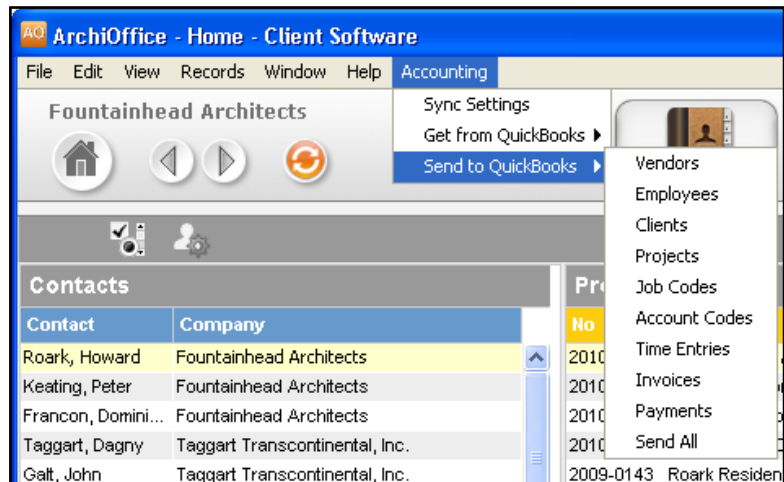 AO ArchiOffice - Home - Client Software
File Edit View Records Window Help Accounting
Fountainhead Architects
Sync Settings
Get from QuickBooks
Send to QuickBooks
Vendors
Employees
Clients
Projects
Job Codes
Account Codes
Time Entries
Invoices
Payments
Send All
Contacts
Contact Company
Roark, Howard Fountainhead Architects
Keating, Peter Fountainhead Architects
Francon, Domini... Fountainhead Architects
Taggart, Dagny Taggart Transcontinental, Inc.
Galt, John Taggart Transcontinental, Inc.
Pr
No
2010
2010
2010
2010
2009-0143 Roark Residen